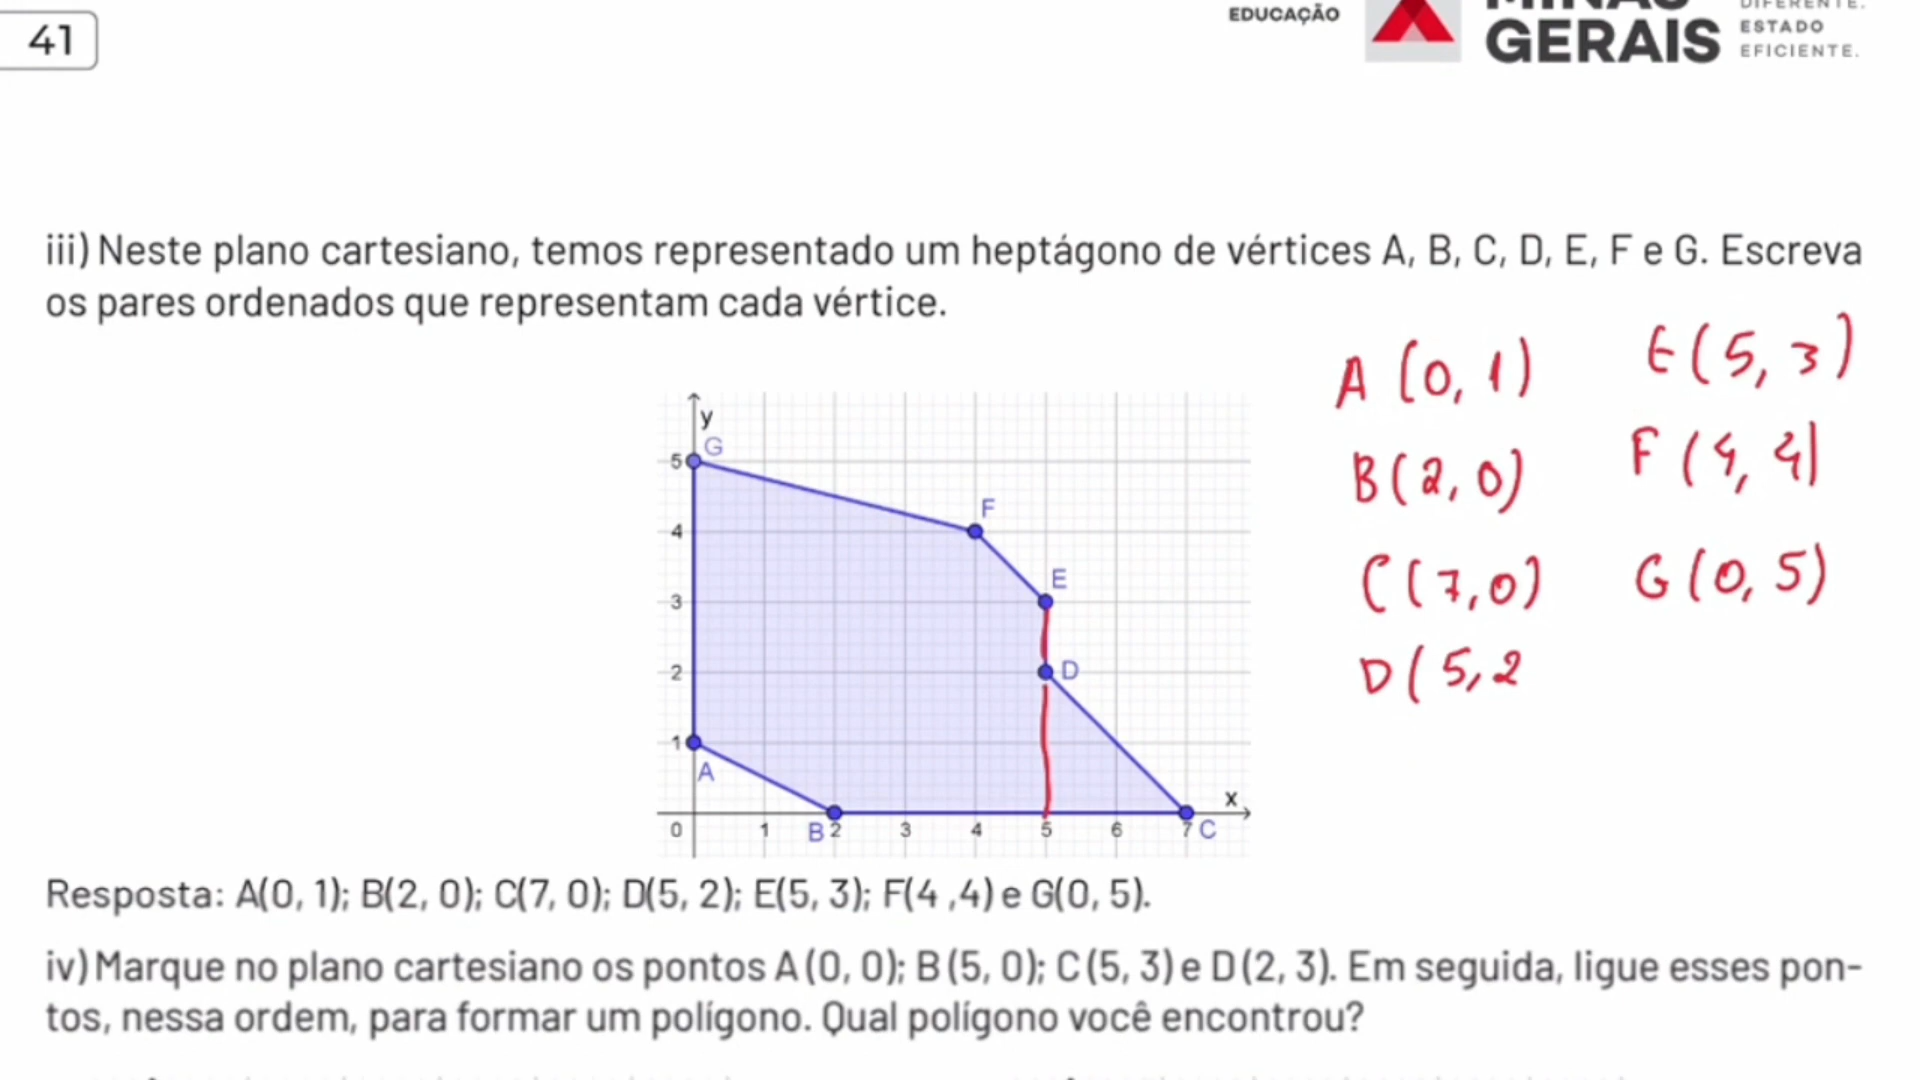 41
EDUCAÇÃO
GERAIS
ESTADO
EFICIENTE.
iii) Neste plano cartesiano, temos representado um heptágono de vértices A, B, C, D, E, F e G. Escreva
os pares ordenados que representam cada vértice.
A (0, 1)
E (5, 3)
B (2, 0)
F (4, 4)
C (7, 0)
G (0, 5)
D ( 5, 2
y
G
5
F
4
E
3
D
2
1
A
x
0 1 B 2 3 4 5 6 7 C
Resposta: A(0, 1); B(2, 0); C(7, 0); D(5, 2); E(5, 3); F(4 ,4) e G(0, 5).
iv) Marque no plano cartesiano os pontos A (0, 0); B (5, 0); C (5, 3) e D (2, 3). Em seguida, ligue esses pon-
tos, nessa ordem, para formar um polígono. Qual polígono você encontrou?